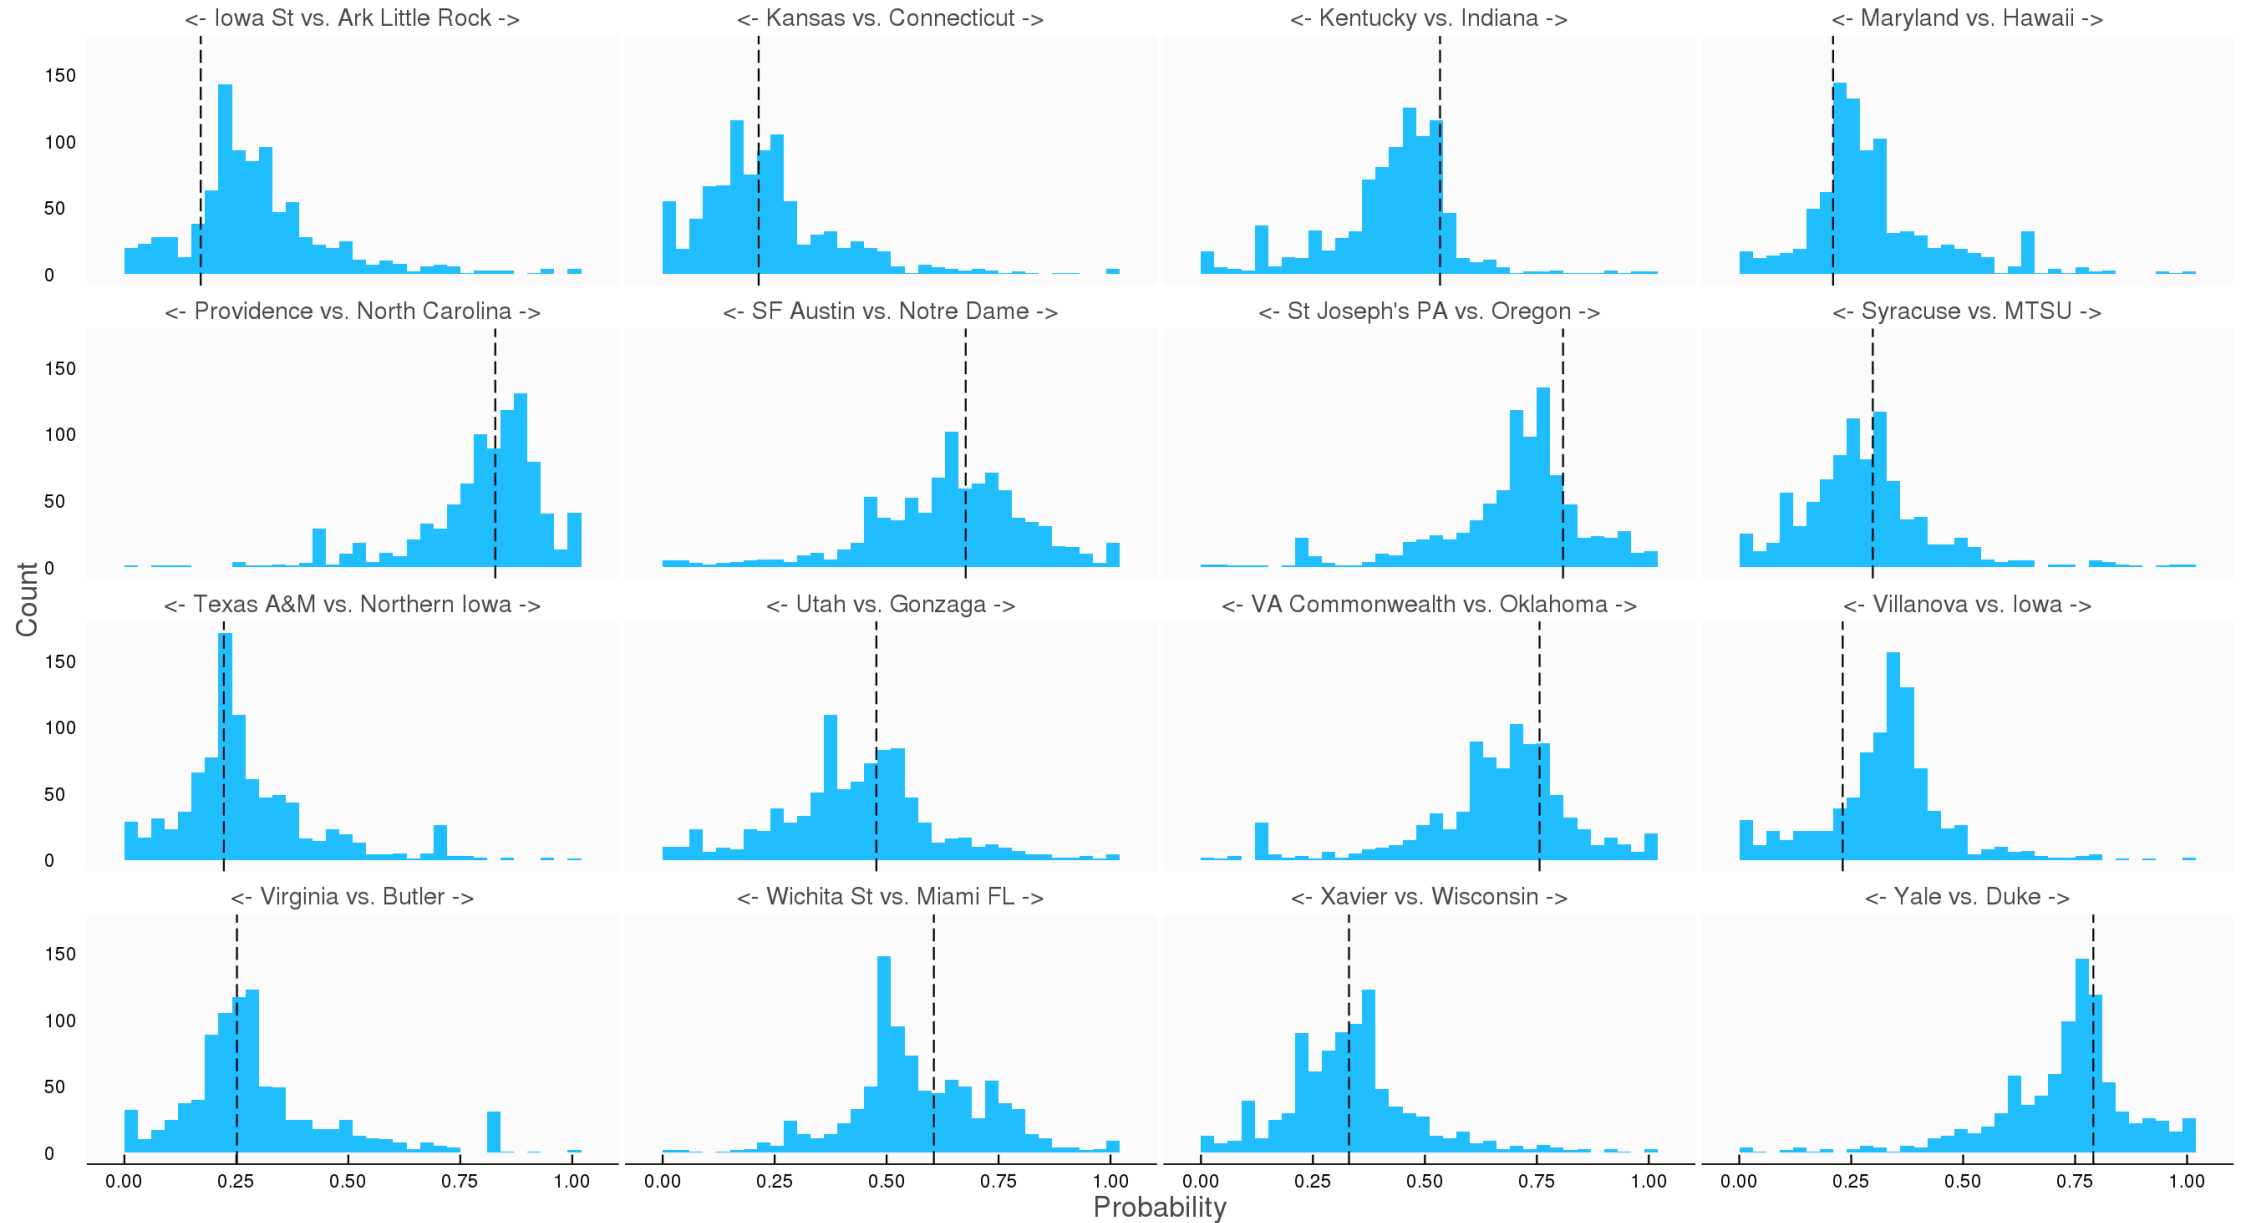 <- Iowa St vs. Ark Little Rock -> <- Kansas vs. Connecticut -> <- Kentucky vs. Indiana -> <- Maryland vs. Hawaii ->
150
100
50
0
<- Providence vs. North Carolina -> <- SF Austin vs. Notre Dame -> <- St Joseph's PA vs. Oregon -> <- Syracuse vs. MTSU ->
150
100
50
0
Count
<- Texas A&M vs. Northern Iowa -> <- Utah vs. Gonzaga -> <- VA Commonwealth vs. Oklahoma -> <- Villanova vs. Iowa ->
150
100
50
0
<- Virginia vs. Butler -> <- Wichita St vs. Miami FL -> <- Xavier vs. Wisconsin -> <- Yale vs. Duke ->
150
100
50
0
0.00 0.25 0.50 0.75 1.00 0.00 0.25 0.50 0.75 1.00 0.00 0.25 0.50 0.75 1.00 0.00 0.25 0.50 0.75 1.00
Probability